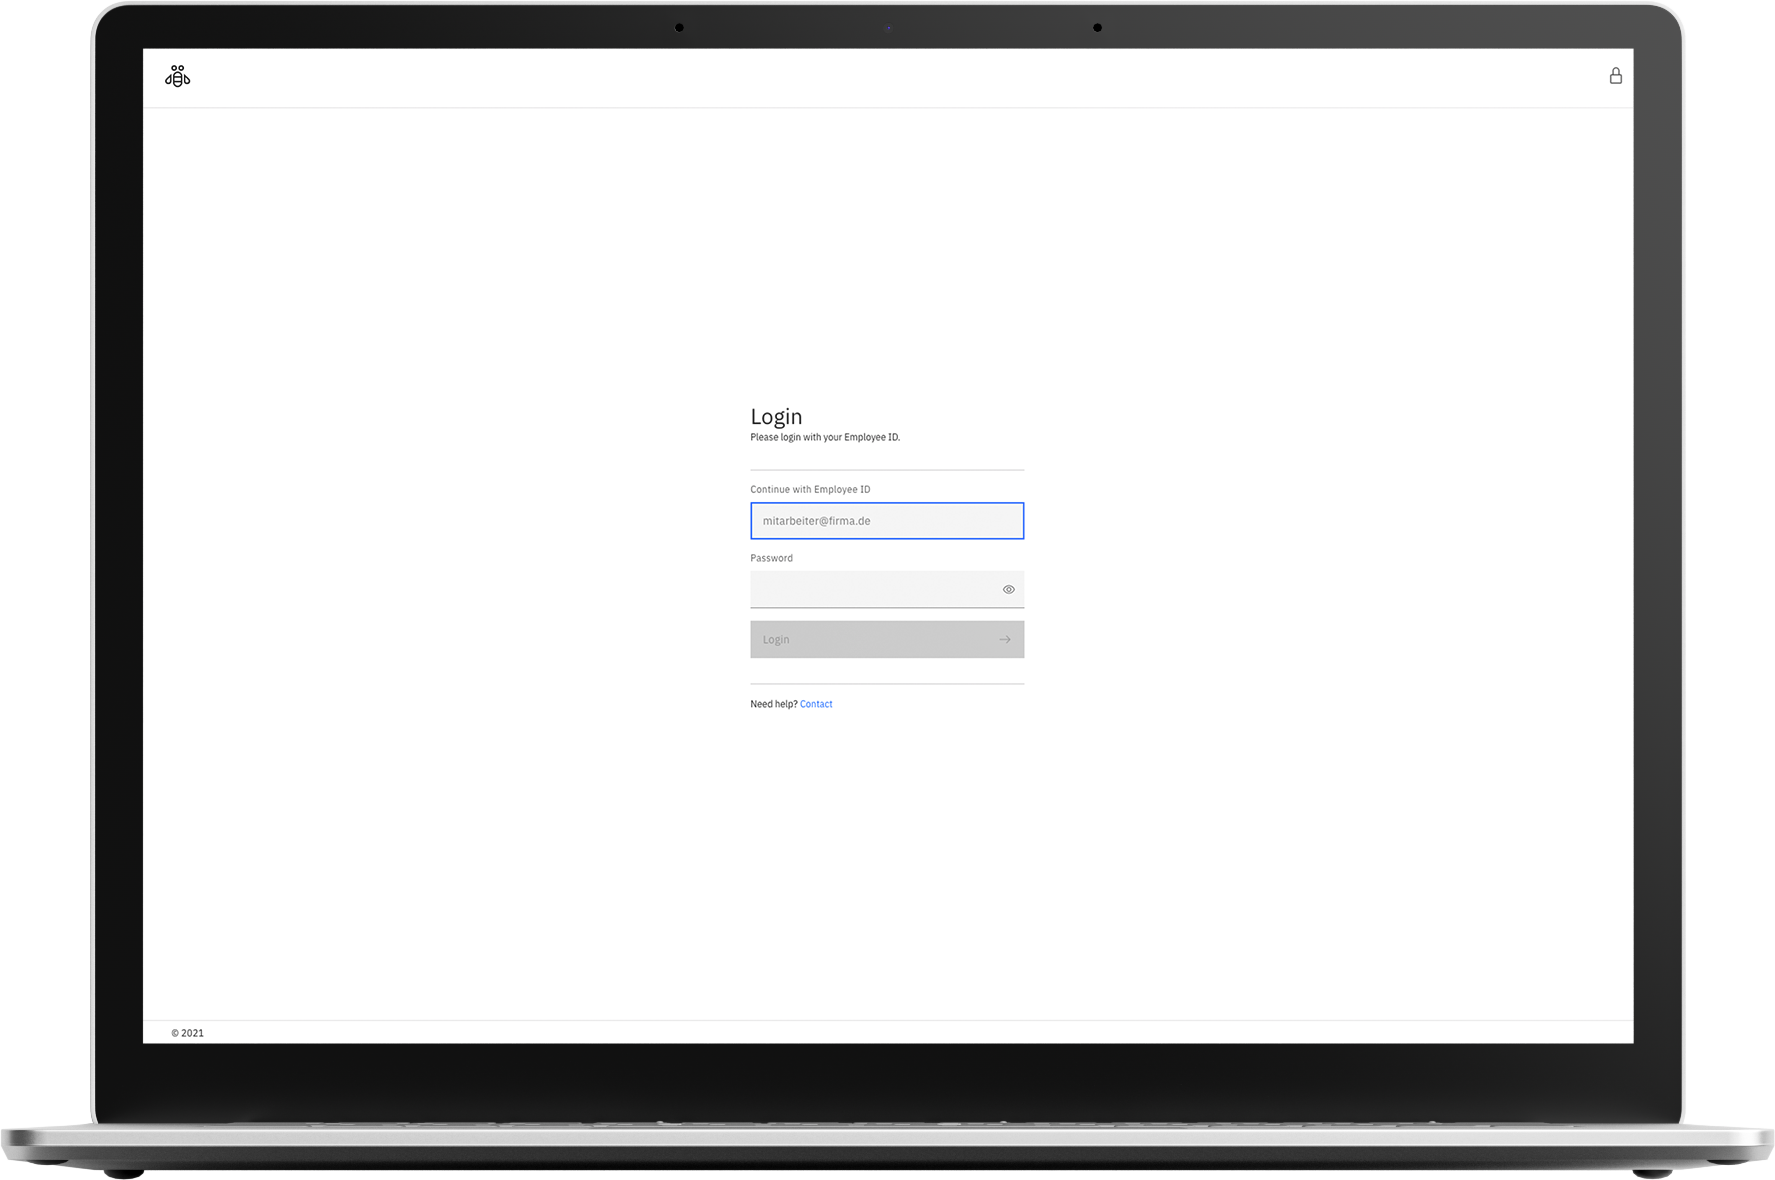 Login
Please login with your Employee ID.
Continue with Employee ID
mitarbeiter@firma.de
Password
Login
Need help? Contact
© 2021